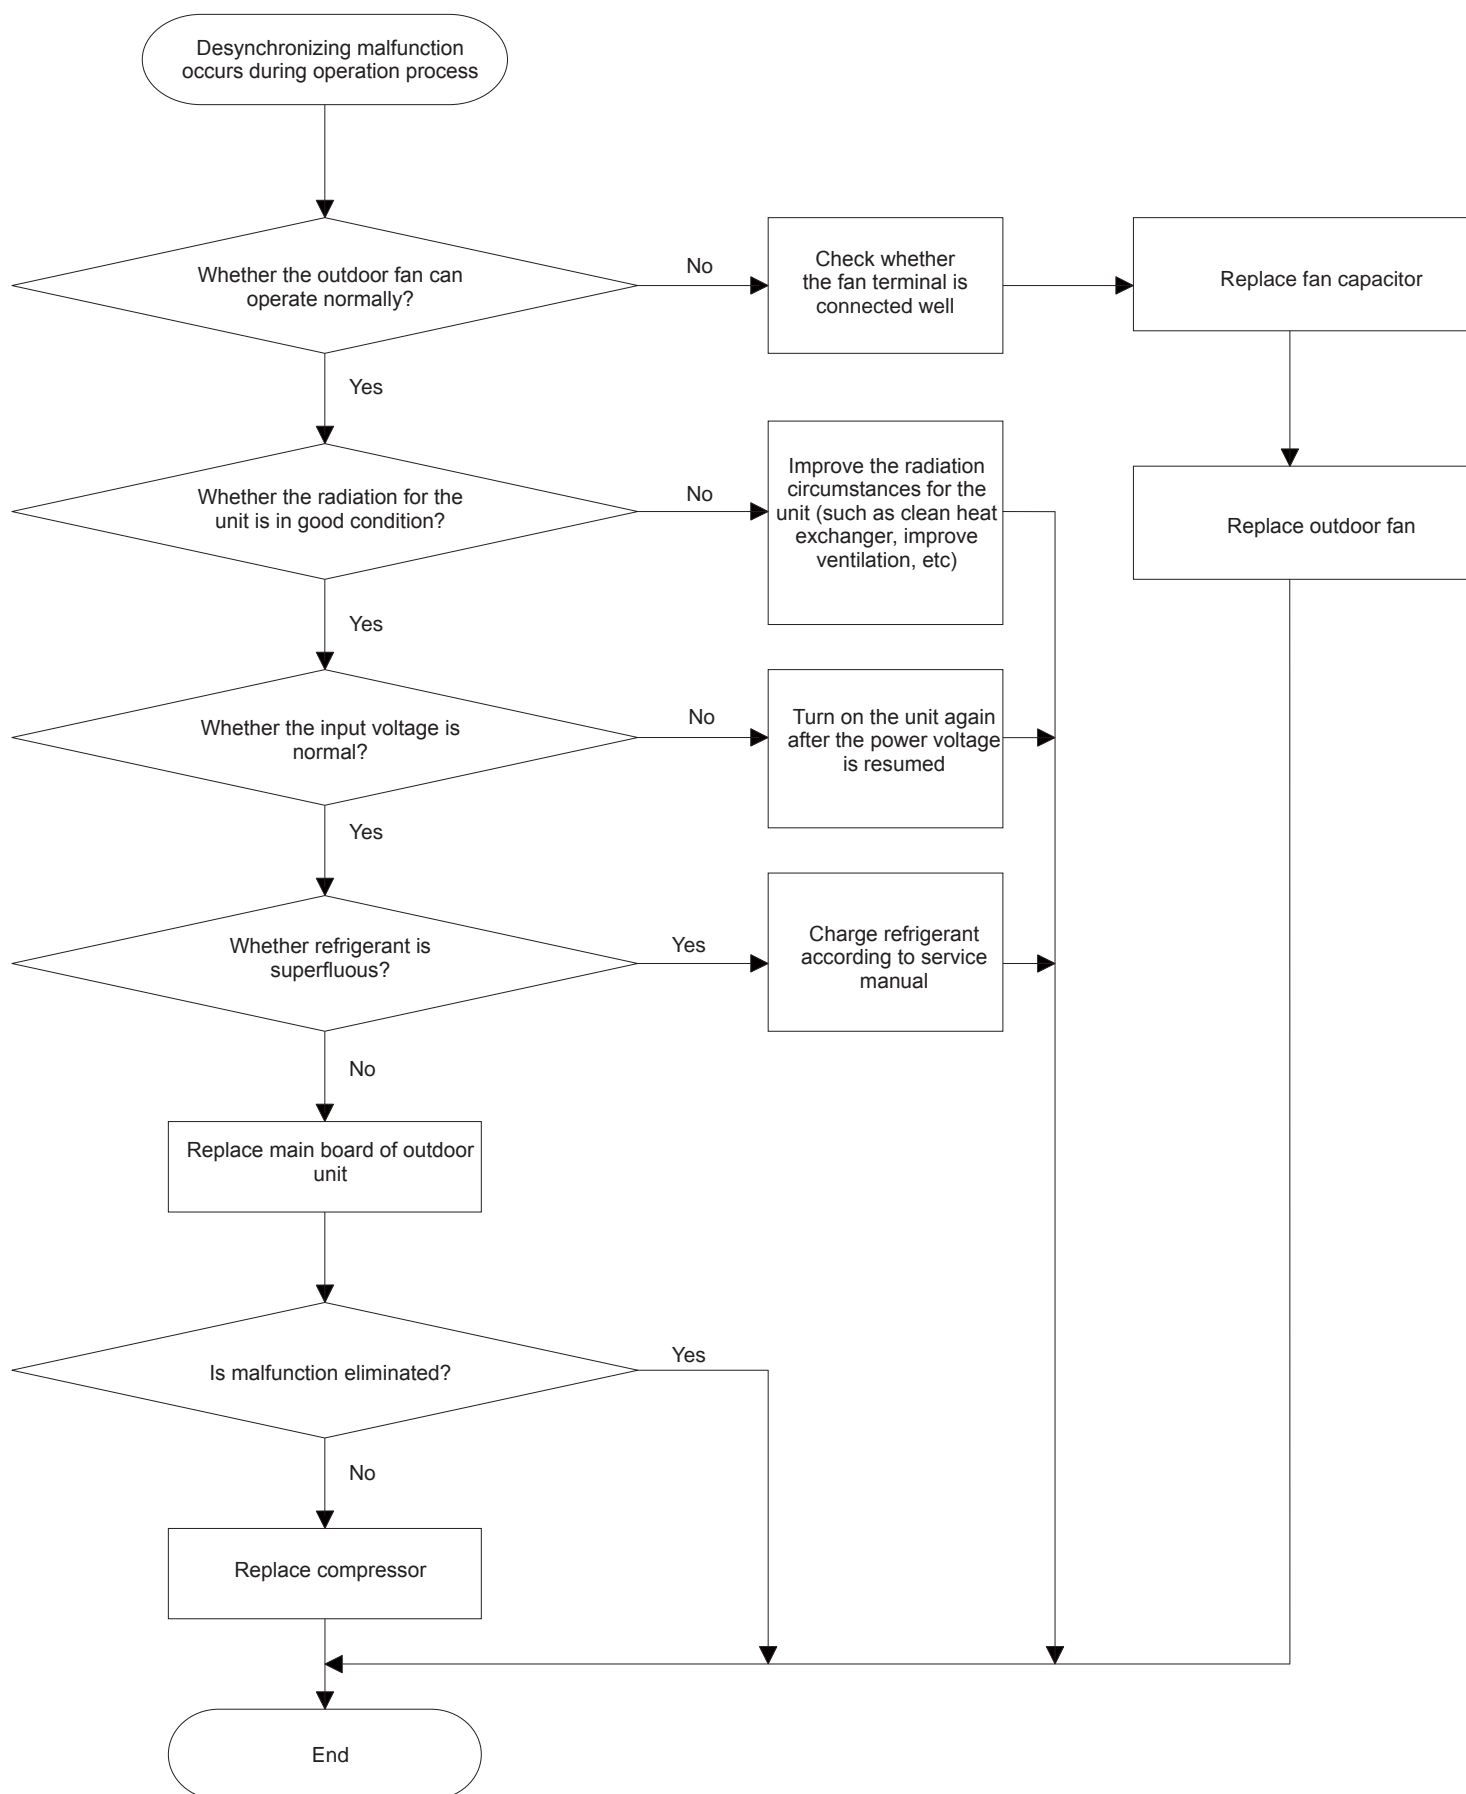 Desynchronizing malfunction
occurs during operation process
Whether the outdoor fan can
operate normally?
No
Check whether
the fan terminal is
connected well
Replace fan capacitor
Yes
Whether the radiation for the
unit is in good condition?
No
Improve the radiation
circumstances for the
unit (such as clean heat
exchanger, improve
ventilation, etc)
Replace outdoor fan
Yes
Whether the input voltage is
normal?
No
Turn on the unit again
after the power voltage
is resumed
Yes
Whether refrigerant is
superfluous?
Yes
Charge refrigerant
according to service
manual
No
Replace main board of outdoor
unit
Is malfunction eliminated?
Yes
No
Replace compressor
End